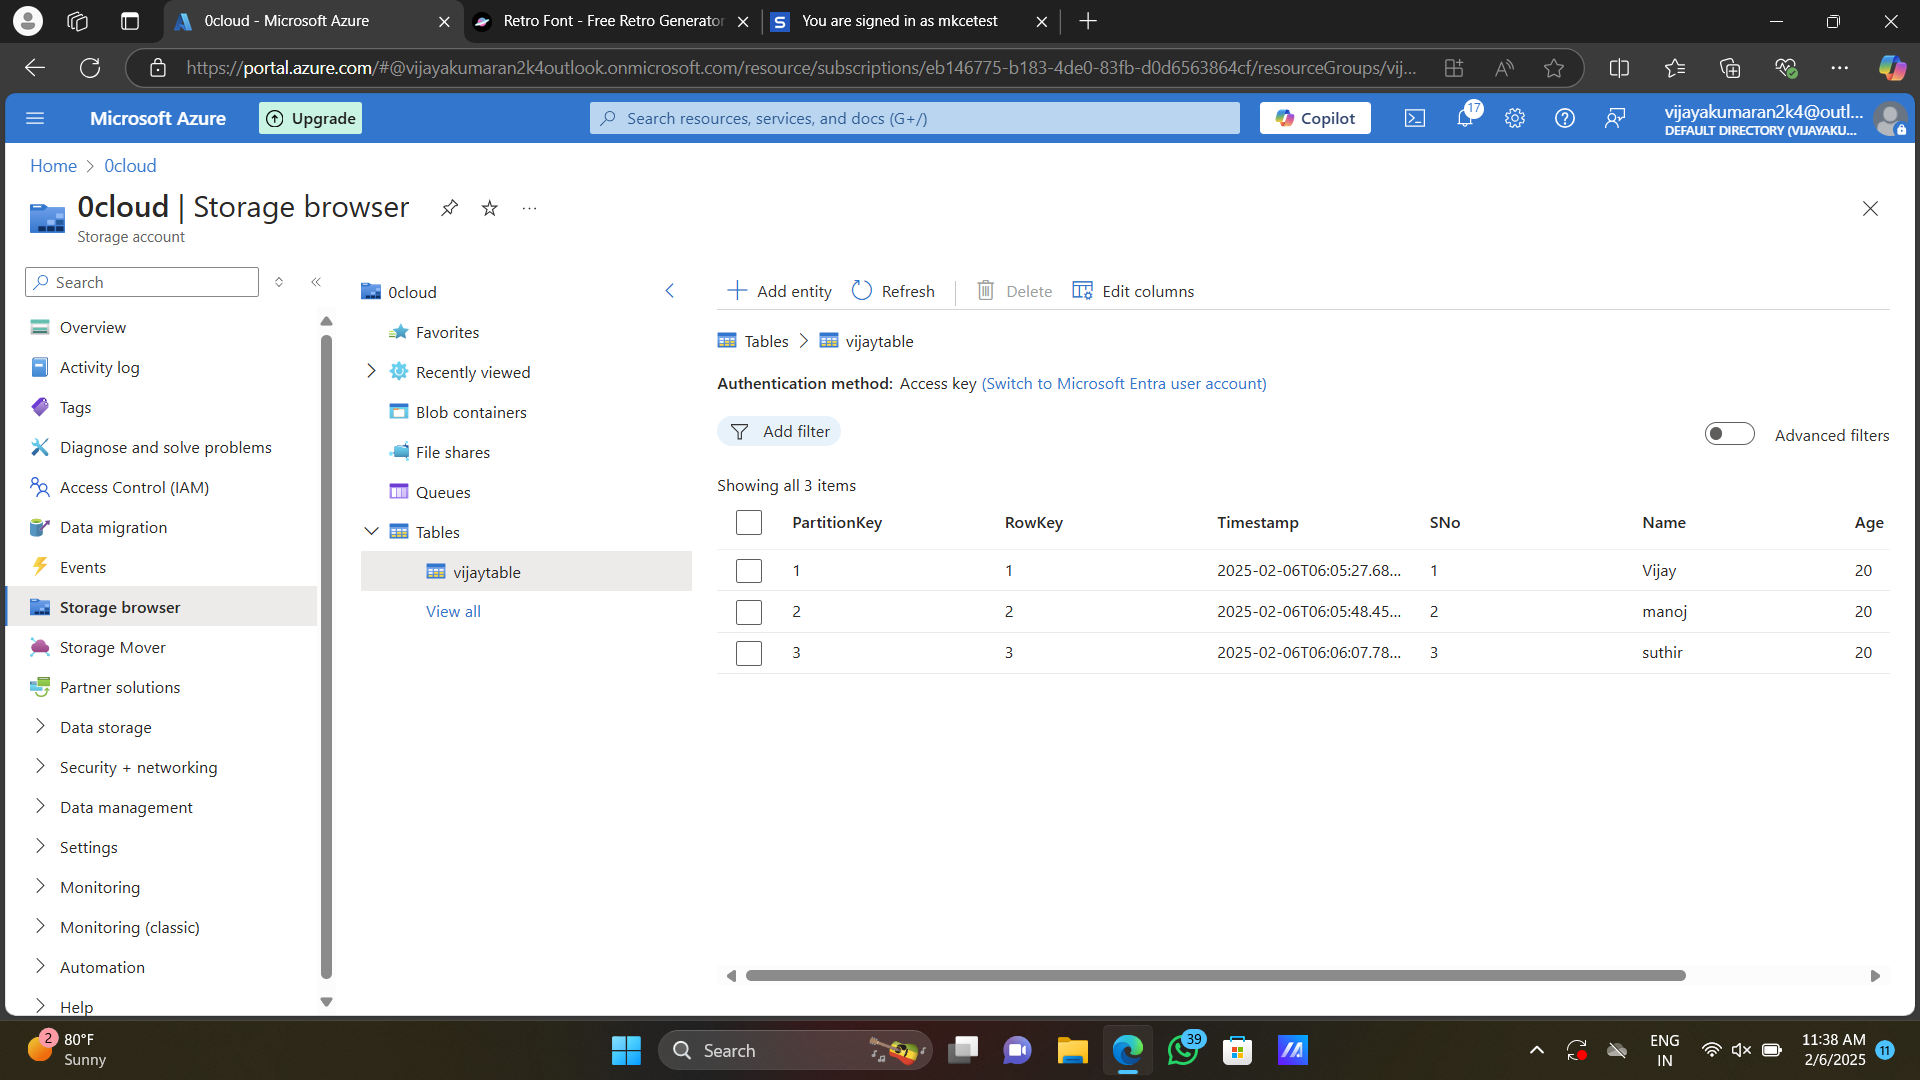 0cloud - Microsoft Azure
Retro Font - Free Retro Generator
You are signed in as mkcetest
https://portal.azure.com/#@vijayakumaran2k4outlook.onmicrosoft.com/resource/subscriptions/eb146775-b183-4de0-83fb-d0d6563864cf/resourceGroups/vij...
Microsoft Azure
Upgrade
Search resources, services, and docs (G+/)
Copilot
17
vijayakumaran2k4@outl...
DEFAULT DIRECTORY (VIJAYAKU...
Home > 0cloud
0cloud | Storage browser
Storage account
Search
Overview
Activity log
Tags
Diagnose and solve problems
Access Control (IAM)
Data migration
Events
Storage browser
Storage Mover
Partner solutions
Data storage
Security + networking
Data management
Settings
Monitoring
Monitoring (classic)
Automation
Help
0cloud
Favorites
Recently viewed
Blob containers
File shares
Queues
Tables
vijaytable
View all
Add entity Refresh Delete Edit columns
Tables > vijaytable
Authentication method: Access key (Switch to Microsoft Entra user account)
Add filter
Advanced filters
Showing all 3 items
PartitionKey RowKey Timestamp SNo Name Age
1 1 2025-02-06T06:05:27.68... 1 Vijay 20
2 2 2025-02-06T06:05:48.45... 2 manoj 20
3 3 2025-02-06T06:06:07.78... 3 suthir 20
2
80°F
Sunny
Search
39
ENG
IN
11:38 AM
2/6/2025
11